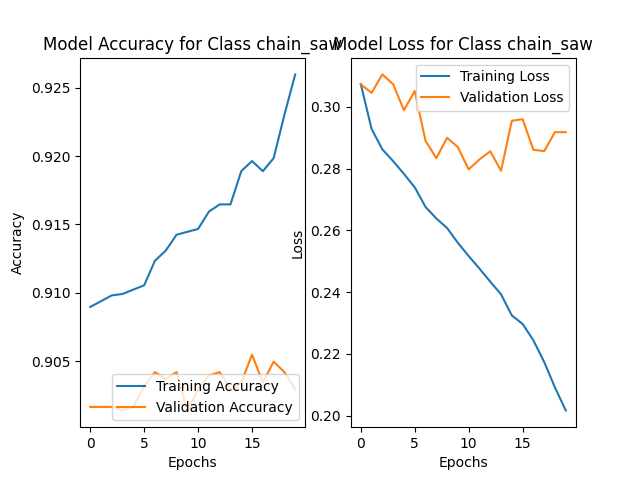 Model Accuracy for Class chain_saw
Model Loss for Class chain_saw
Accuracy
0.925
0.920
0.915
0.910
0.905
0 5 10 15
Epochs
Training Accuracy
Validation Accuracy
Loss
0.30
0.28
0.26
0.24
0.22
0.20
0 5 10 15
Epochs
Training Loss
Validation Loss